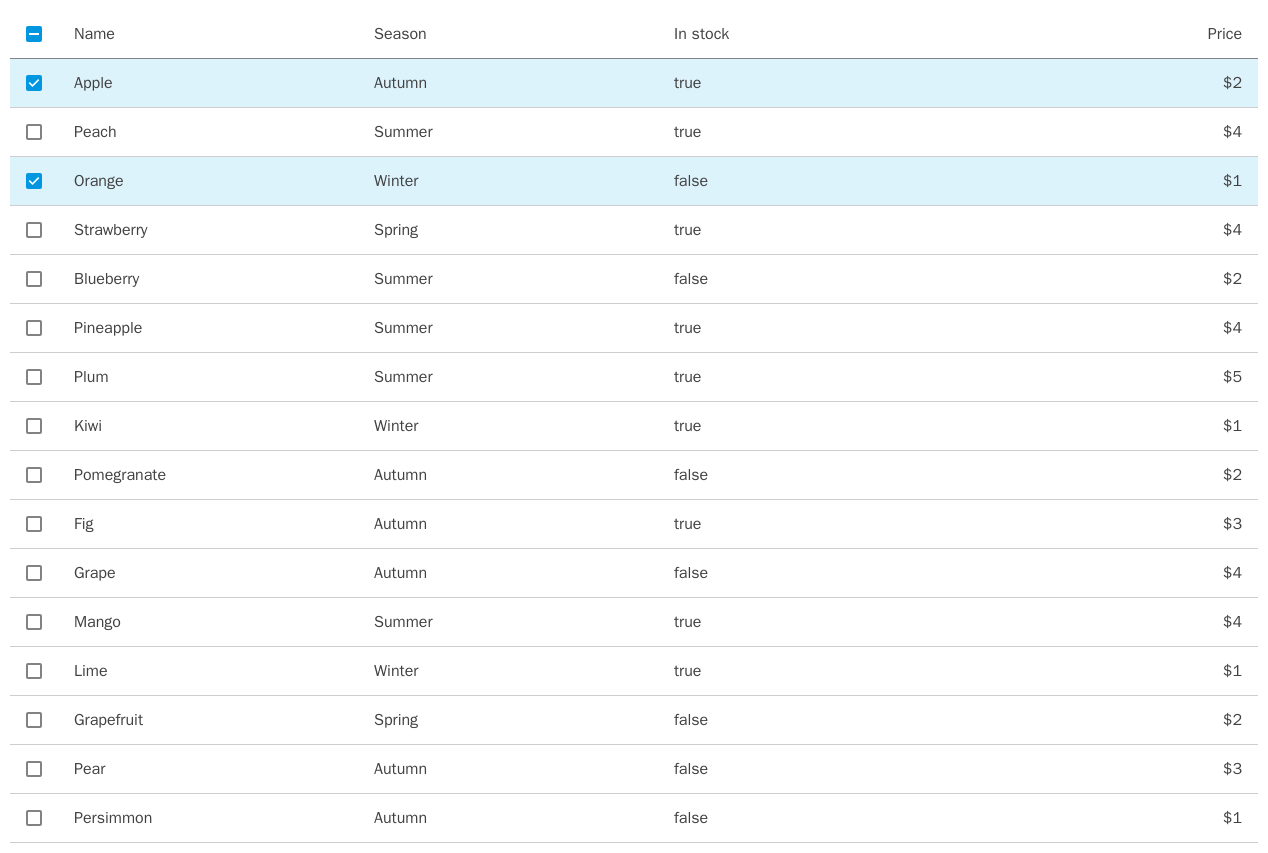 Name Season In stock Price
Apple Autumn true $2
Peach Summer true $4
Orange Winter false $1
Strawberry Spring true $4
Blueberry Summer false $2
Pineapple Summer true $4
Plum Summer true $5
Kiwi Winter true $1
Pomegranate Autumn false $2
Fig Autumn true $3
Grape Autumn false $4
Mango Summer true $4
Lime Winter true $1
Grapefruit Spring false $2
Pear Autumn false $3
Persimmon Autumn false $1